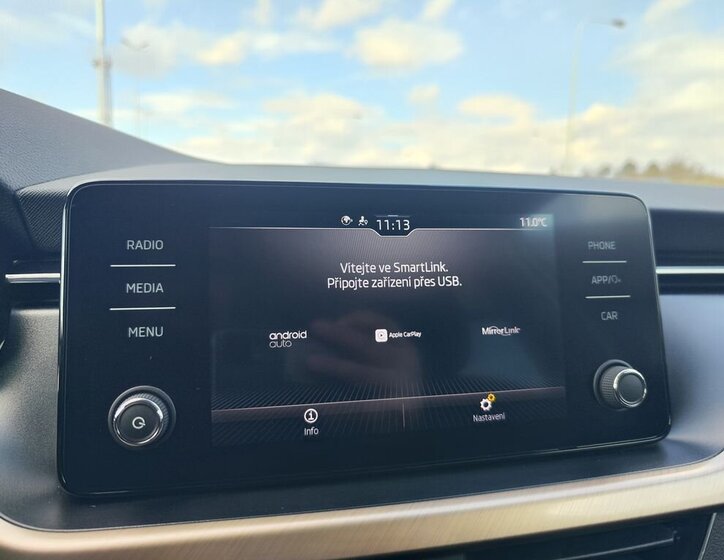 11:13
11.0°C
RADIO
MEDIA
MENU
PHONE
APP/
CAR
Vítejte ve SmartLink.
Připojte zařízení přes USB.
android auto
Apple CarPlay
MirrorLink
Info
Nastavení